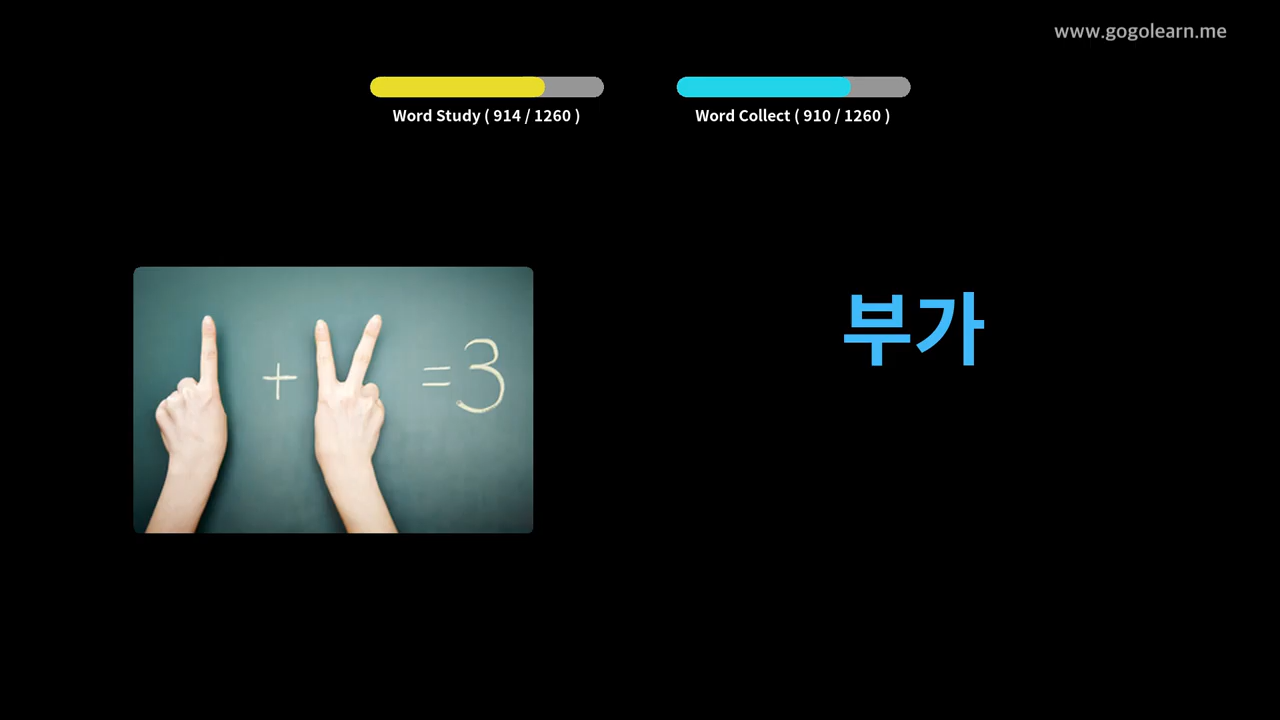 www.gogolearn.me
Word Study ( 914 / 1260 )
Word Collect ( 910 / 1260 )
부가
+ =3